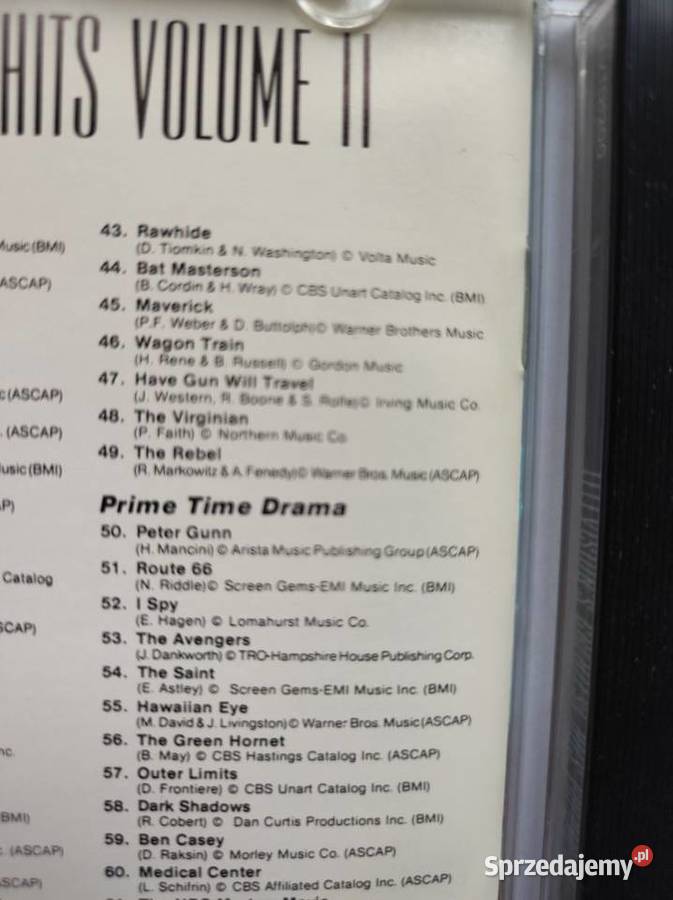 HITS VOLUME II
Music (BMI)
ASCAP)
c (ASCAP)
. (ASCAP)
usic (BMI)
P)
Catalog
SCAP)
nc.
BMI)
. (ASCAP)
SCAP)
43. Rawhide
(D. Tiomkin & N. Washington) © Volta Music
44. Bat Masterson
(B. Cordin & H. Wray) © CBS Unart Catalog Inc. (BMI)
45. Maverick
(P.F. Weber & D. Buttolph)© Warner Brothers Music
46. Wagon Train
(H. Rene & B. Russell) © Gordon Music
47. Have Gun Will Travel
(J. Western, R. Boone & S. Rolfe)© Irving Music Co.
48. The Virginian
(P. Faith) © Northern Music Co.
49. The Rebel
(R. Markowitz & A. Fenedy)© Warner Bros. Music (ASCAP)
Prime Time Drama
50. Peter Gunn
(H. Mancini) © Arista Music Publishing Group (ASCAP)
51. Route 66
(N. Riddle)© Screen Gems-EMI Music Inc. (BMI)
52. I Spy
(E. Hagen) © Lomahurst Music Co.
53. The Avengers
(J. Dankworth) © TRO-Hampshire House Publishing Corp.
54. The Saint
(E. Astley) © Screen Gems-EMI Music Inc. (BMI)
55. Hawaiian Eye
(M. David & J. Livingston)© Warner Bros. Music (ASCAP)
56. The Green Hornet
(B. May) © CBS Hastings Catalog Inc. (ASCAP)
57. Outer Limits
(D. Frontiere) © CBS Unart Catalog Inc. (BMI)
58. Dark Shadows
(R. Cobert) © Dan Curtis Productions Inc. (BMI)
59. Ben Casey
(D. Raksin) © Morley Music Co. (ASCAP)
60. Medical Center
(L. Schifrin) © CBS Affiliated Catalog Inc. (ASCAP)
Sprzedajemy.pl